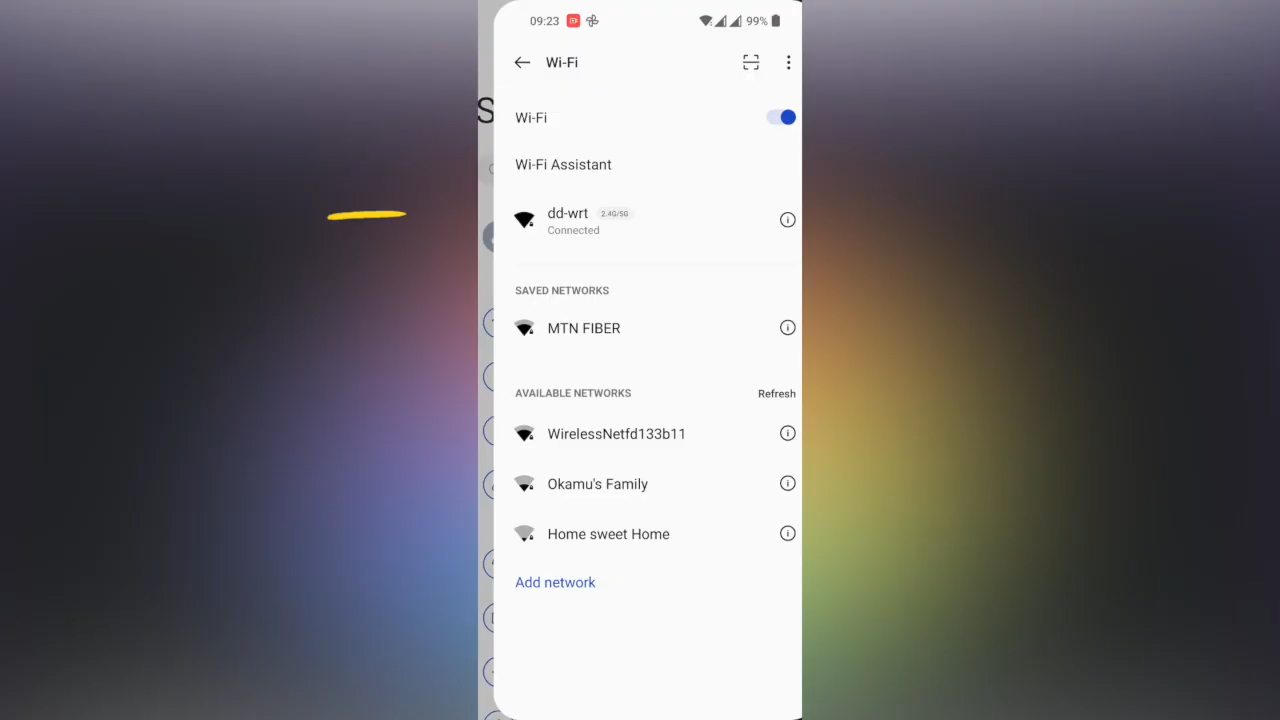 09:23 99%
Wi-Fi
S
Wi-Fi
Wi-Fi Assistant
dd-wrt 2.4G/5G
Connected
SAVED NETWORKS
MTN FIBER
AVAILABLE NETWORKS Refresh
WirelessNetfd133b11
Okamu's Family
Home sweet Home
Add network